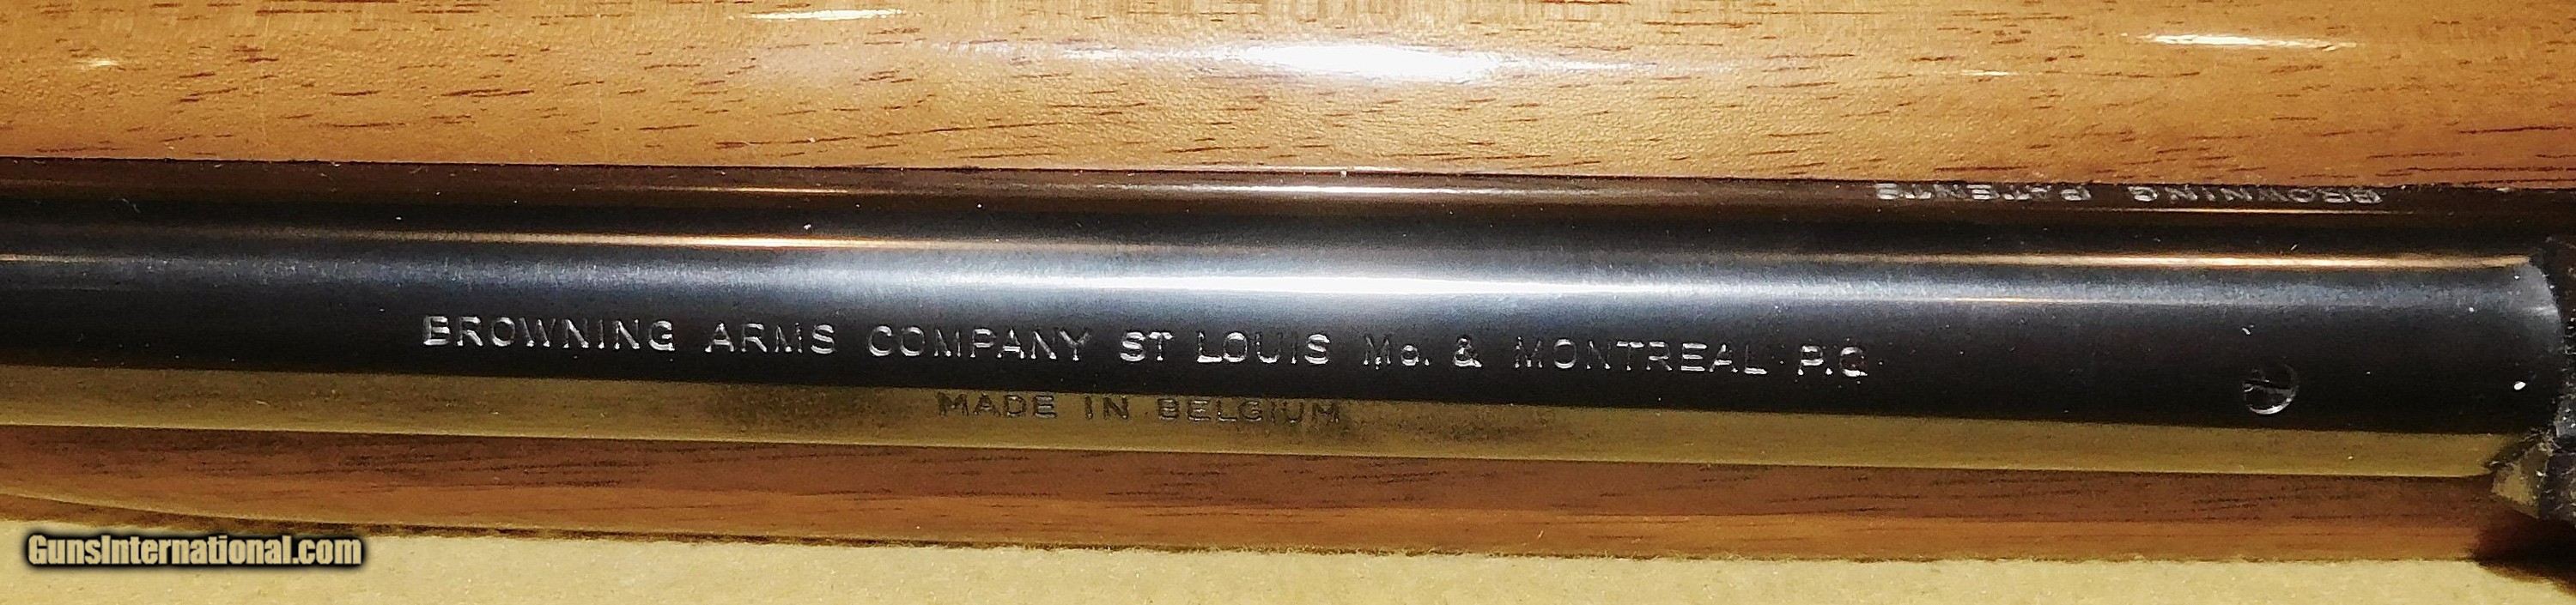 BROWNING PATENTS
BROWNING ARMS COMPANY ST LOUIS Mo. & MONTREAL P.Q
MADE IN BELGIUM
GunsInternational.com